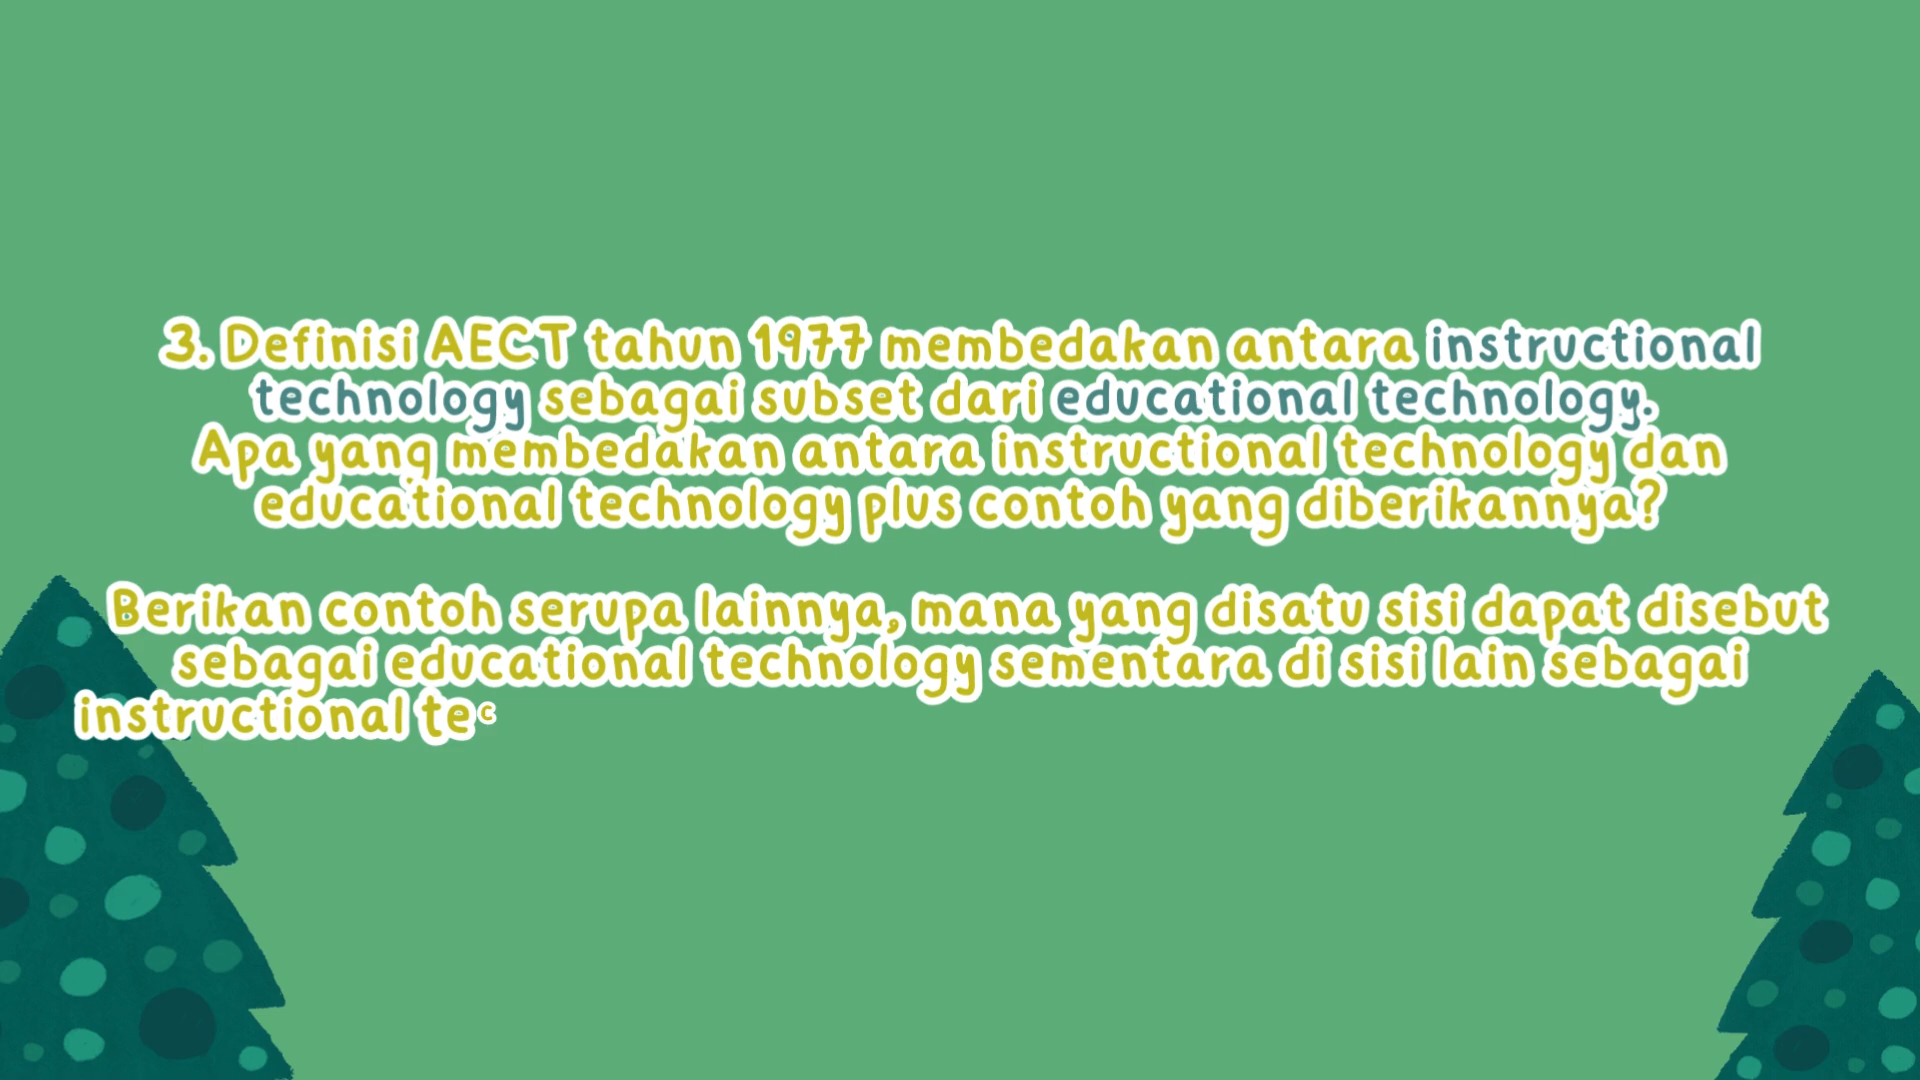 3. Definisi AECT tahun 1977 membedakan antara instructional
technology sebagai subset dari educational technology.
Apa yang membedakan antara instructional technology dan
educational technology plus contoh yang diberikannya?
Berikan contoh serupa lainnya, mana yang disatu sisi dapat disebut
sebagai educational technology sementara di sisi lain sebagai
instructional tec